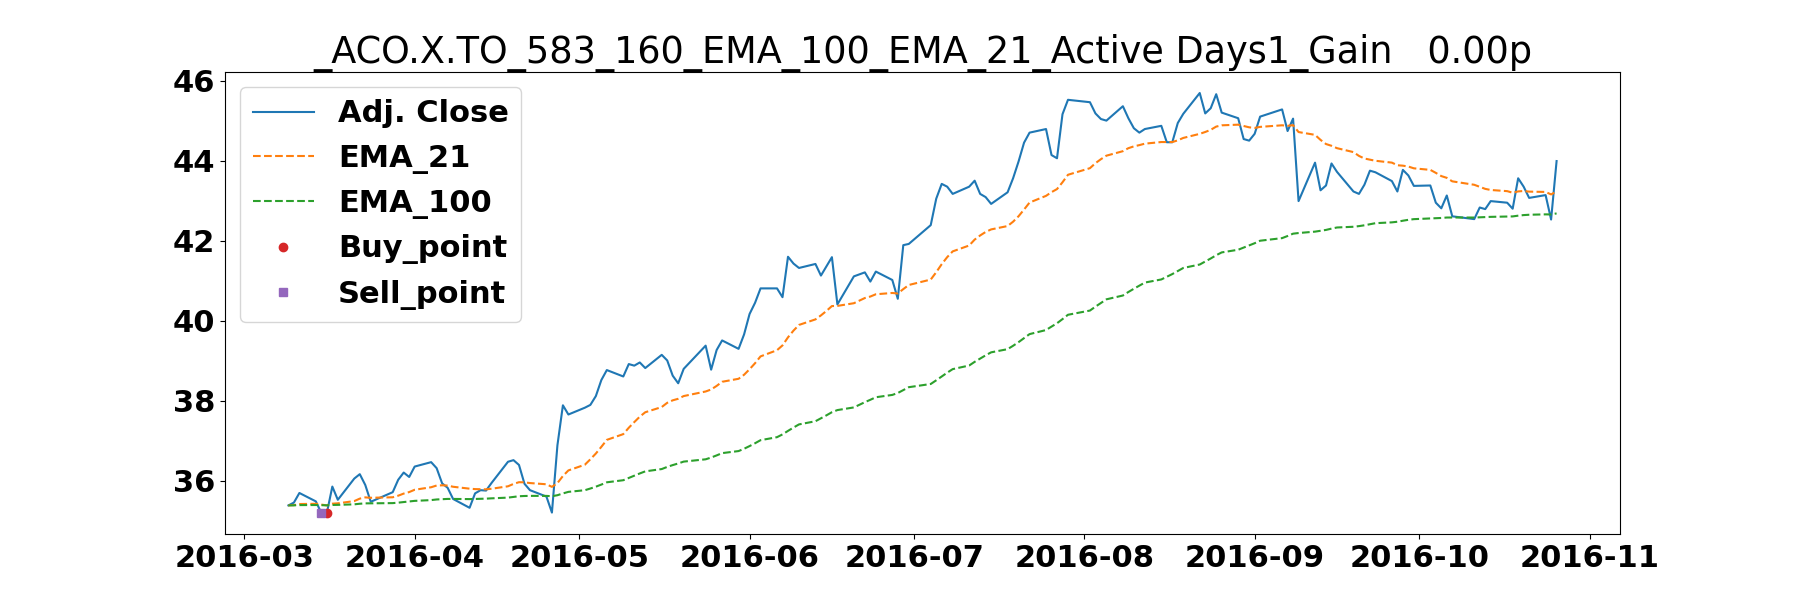 _ACO.X.TO_583_160_EMA_100_EMA_21_Active Days1_Gain   0.00p
46
44
42
40
38
36
Adj. Close
EMA_21
EMA_100
Buy_point
Sell_point
2016-03 2016-04 2016-05 2016-06 2016-07 2016-08 2016-09 2016-10 2016-11